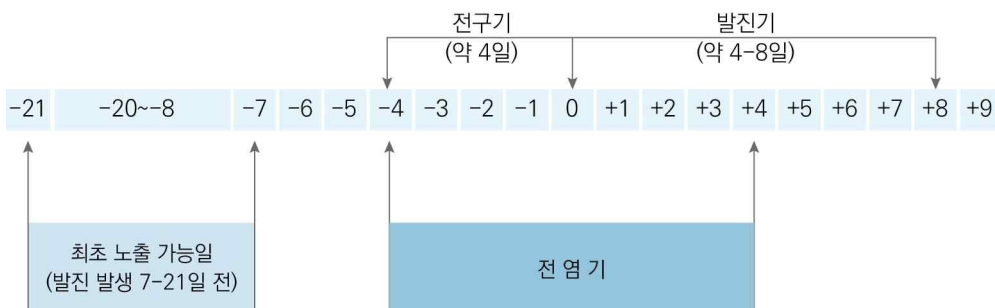 전구기
(약 4일)
발진기
(약 4-8일)
-21 -20~-8 -7 -6 -5 -4 -3 -2 -1 0 +1 +2 +3 +4 +5 +6 +7 +8 +9
최초 노출 가능일
(발진 발생 7-21일 전)
전 염 기